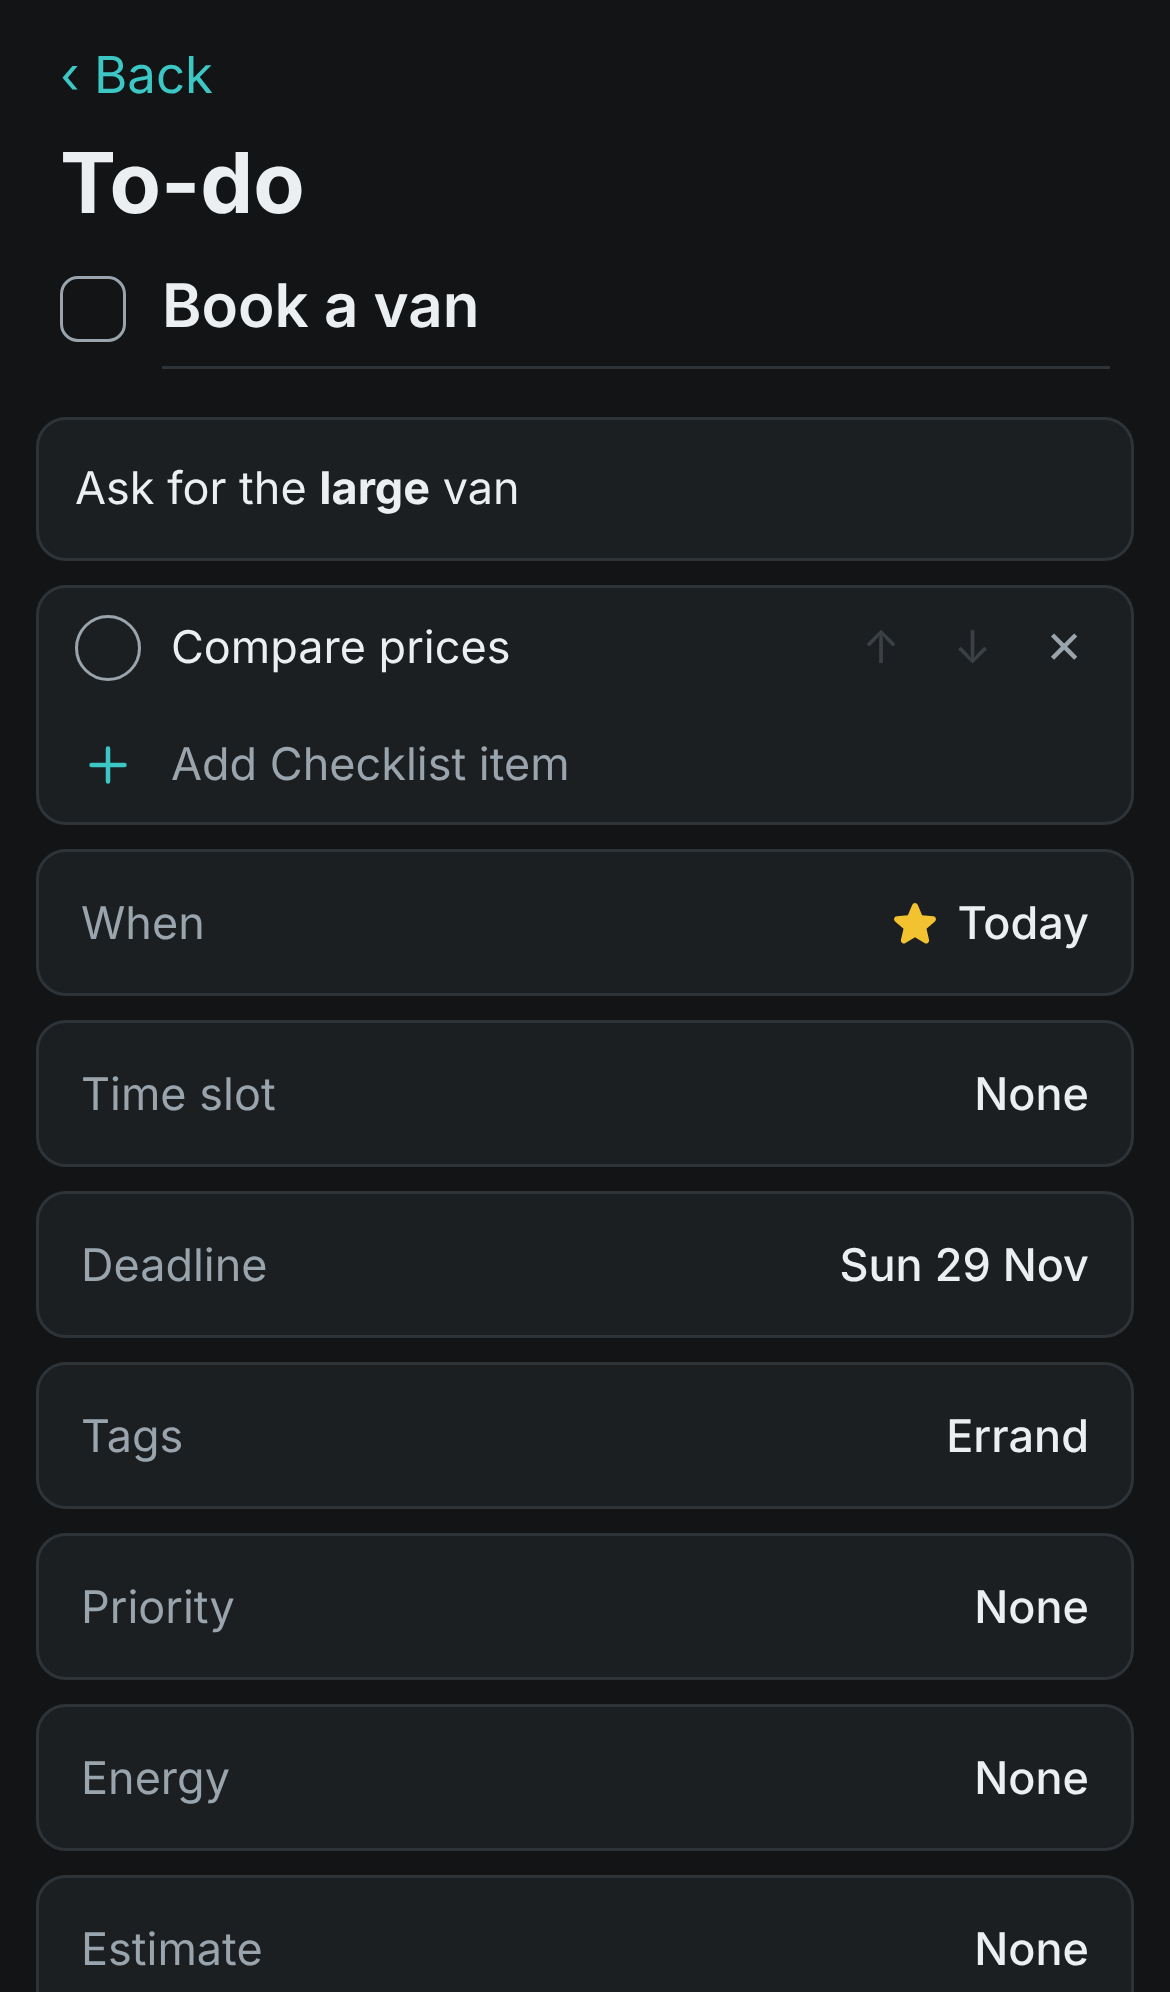 ‹ Back
To-do
Book a van
Ask for the large van
Compare prices ↑ ↓ ✕
+ Add Checklist item
When ⭐ Today
Time slot None
Deadline Sun 29 Nov
Tags Errand
Priority None
Energy None
Estimate None